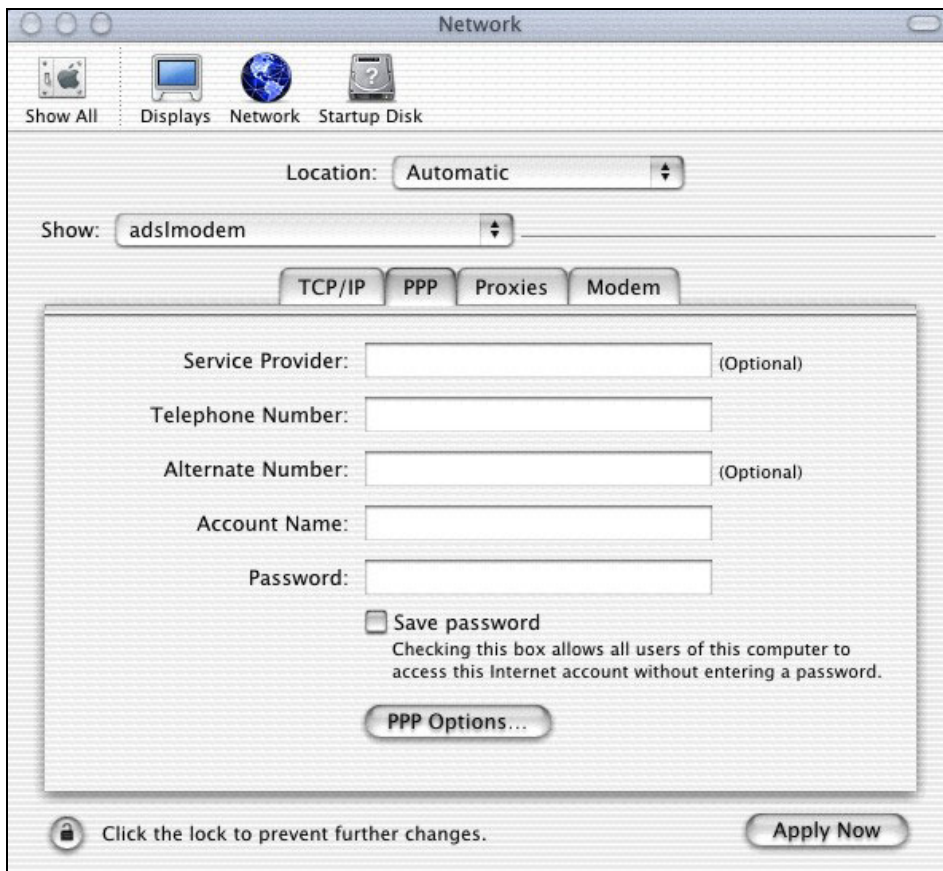 Network
Show All Displays Network Startup Disk
Location: Automatic
Show: adslmodem
TCP/IP PPP Proxies Modem
Service Provider: (Optional)
Telephone Number:
Alternate Number: (Optional)
Account Name:
Password:
Save password
Checking this box allows all users of this computer to
access this Internet account without entering a password.
PPP Options...
Click the lock to prevent further changes. Apply Now